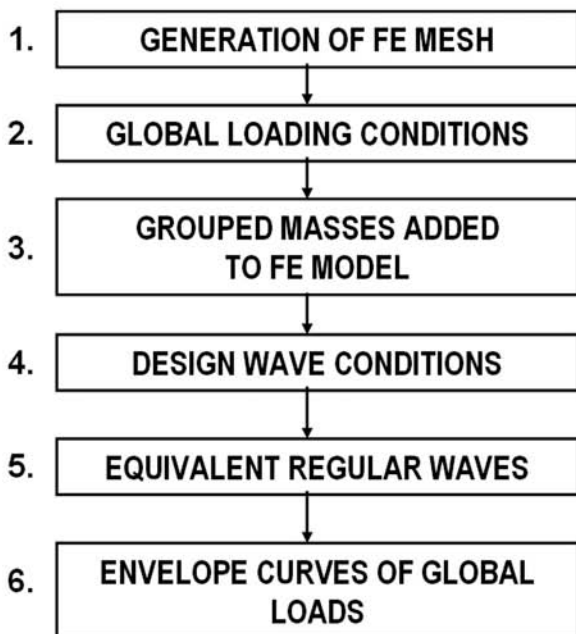 1. GENERATION OF FE MESH
2. GLOBAL LOADING CONDITIONS
3. GROUPED MASSES ADDED
TO FE MODEL
4. DESIGN WAVE CONDITIONS
5. EQUIVALENT REGULAR WAVES
6. ENVELOPE CURVES OF GLOBAL
LOADS